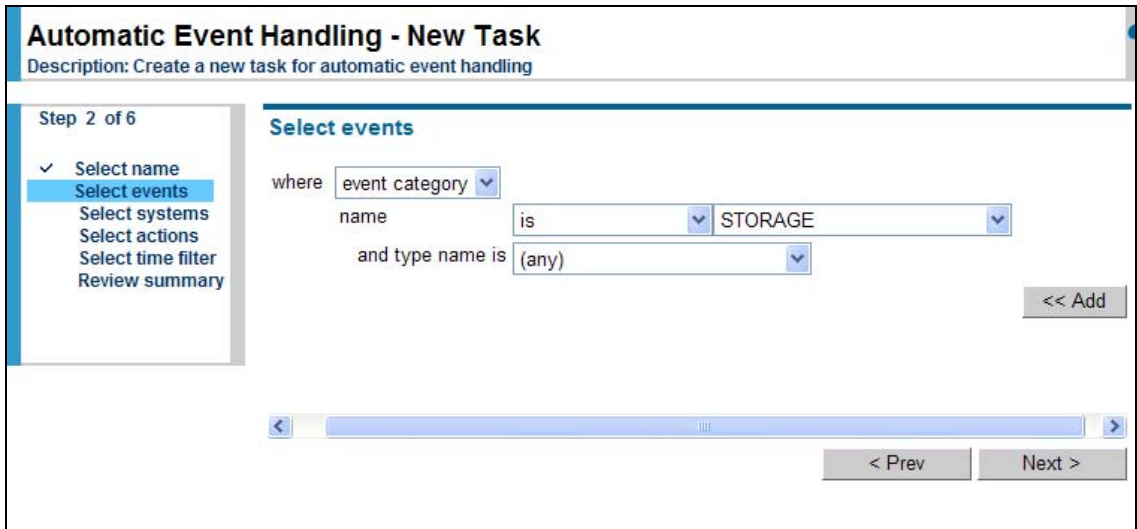 Automatic Event Handling - New Task
Description: Create a new task for automatic event handling
Step 2 of 6
✓ Select name
Select events
Select systems
Select actions
Select time filter
Review summary
Select events
where event category
name is STORAGE
and type name is (any)
<< Add
< Prev Next >